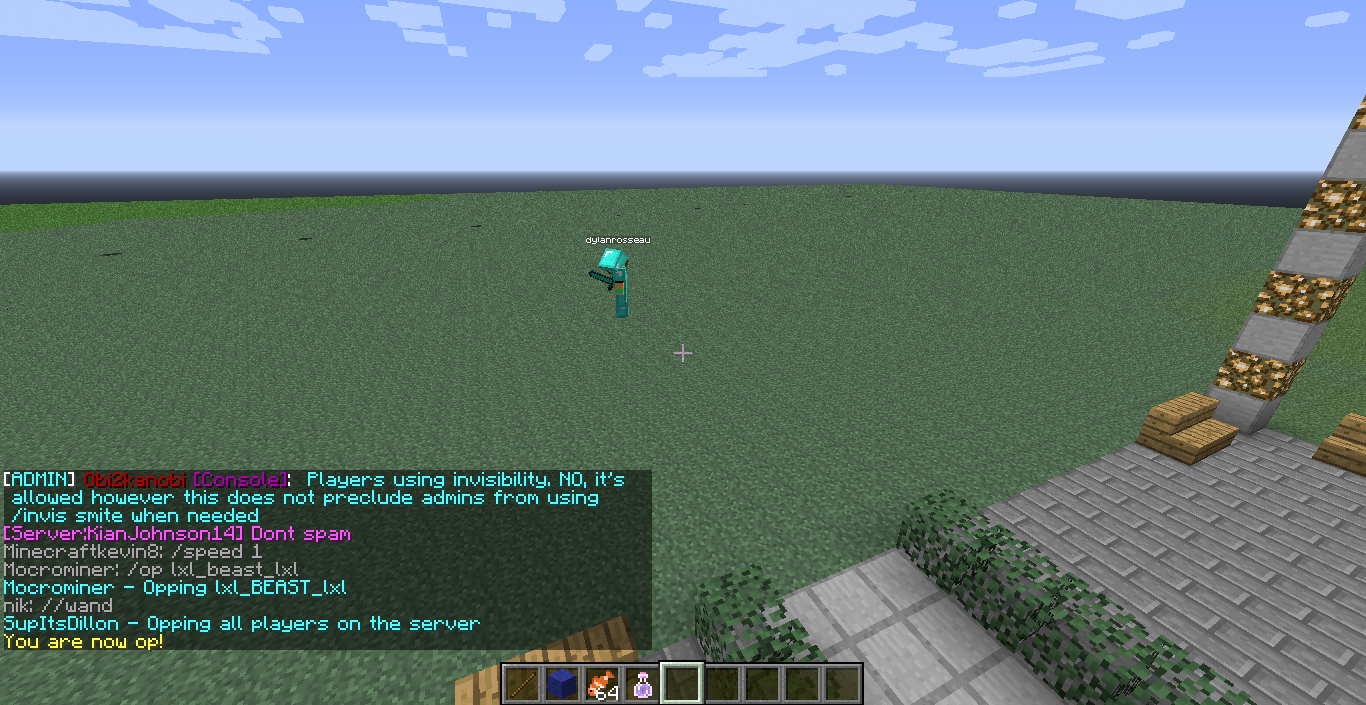 dylanrosseau
[ADMIN] Obi2kanobi [Console]: Players using invisibility. NO, it's
allowed however this does not preclude admins from using
/invis smite when needed
[Server:KianJohnson14] Dont spam
Minecraftkevin8: /speed 1
Mocrominer: /op lxl_beast_lxl
Mocrominer - Opping lxl_BEAST_lxl
nik: //wand
SupItsDillon - Opping all players on the server
You are now op!
64